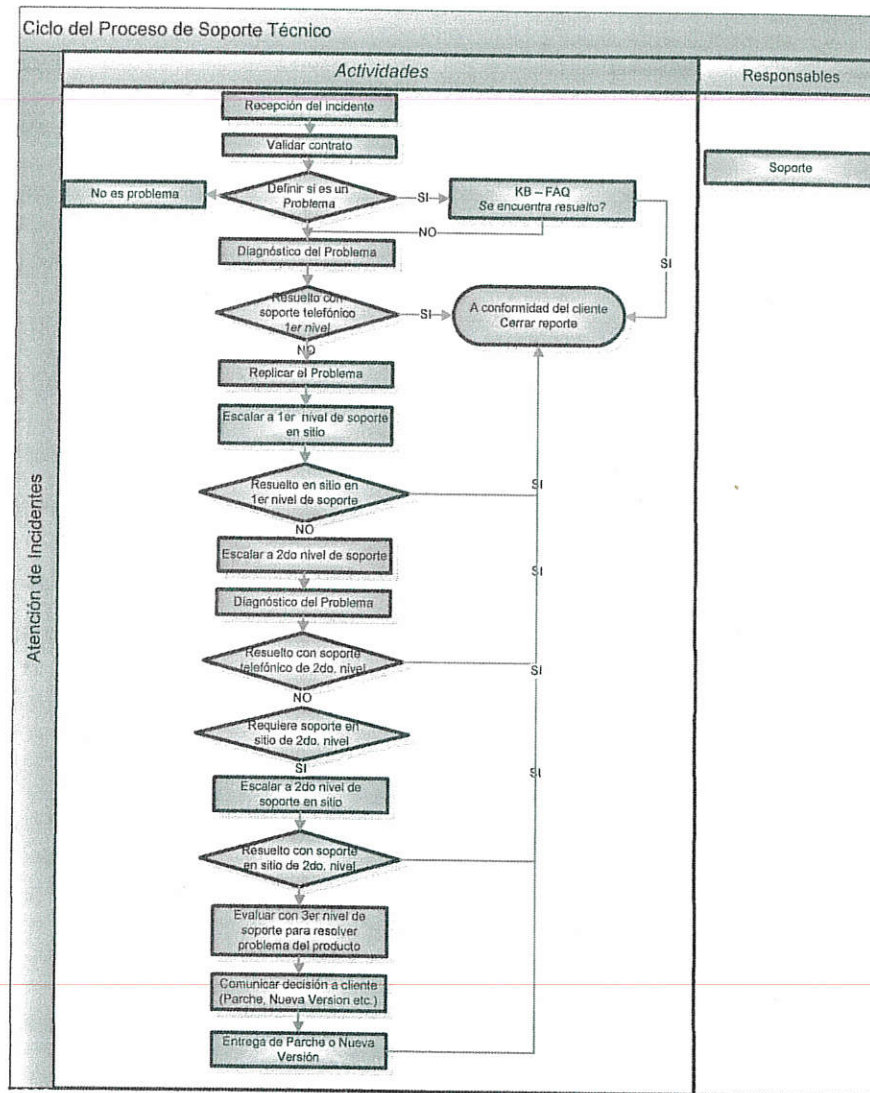 Ciclo del Proceso de Soporte Técnico
Actividades
Responsables
Atención de Incidentes
Recepción del incidente
Validar contrato
Soporte
No es problema
Definir si es un
Problema
SI
KB – FAQ
Se encuentra resuelto?
NO
SI
Diagnóstico del Problema
Resuelto con
soporte telefónico
1er nivel
SI
A conformidad del cliente
Cerrar reporte
NO
Replicar el Problema
Escalar a 1er nivel de soporte
en sitio
Resuelto en sitio en
1er nivel de soporte
SI
NO
Escalar a 2do nivel de soporte
SI
Diagnóstico del Problema
Resuelto con soporte
telefónico de 2do. nivel
SI
NO
Requiere soporte en
sitio de 2do. nivel
SI
SI
Escalar a 2do nivel de
soporte en sitio
Resuelto con soporte
en sitio de 2do. nivel
Evaluar con 3er nivel de
soporte para resolver
problema del producto
Comunicar decisión a cliente
(Parche, Nueva Version etc.)
Entrega de Parche o Nueva
Versión